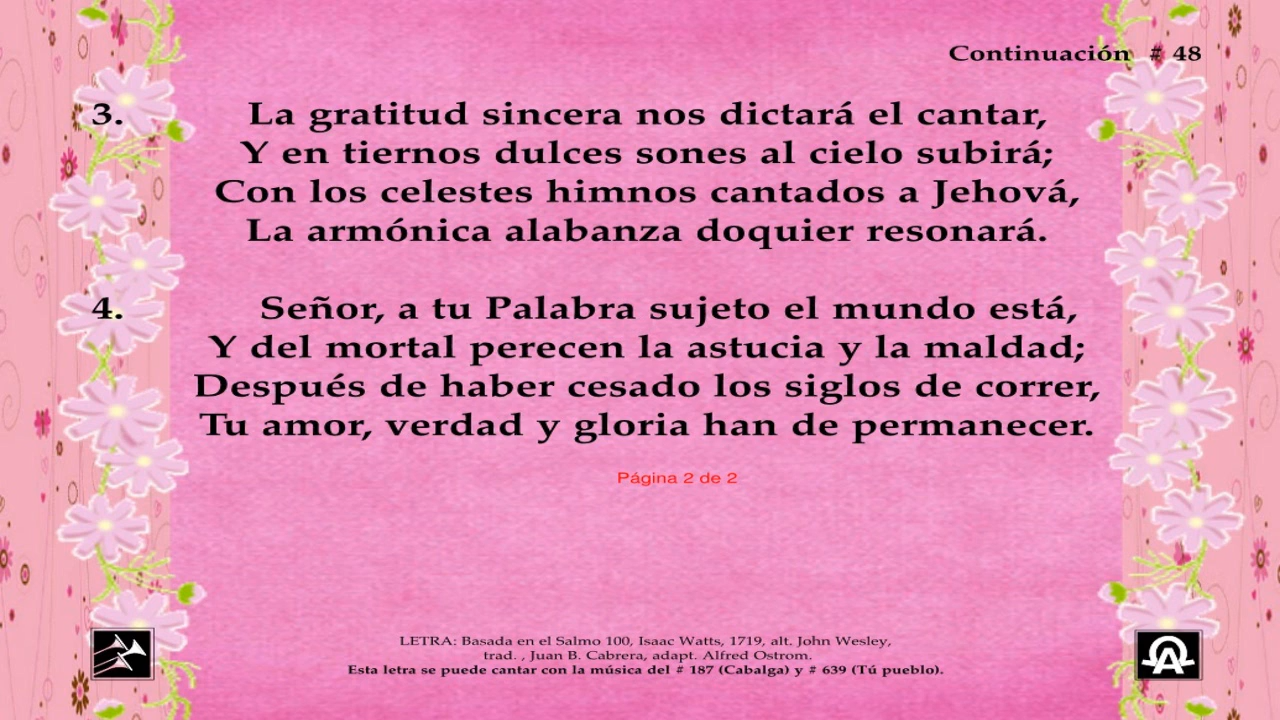 Continuación # 48
3. La gratitud sincera nos dictará el cantar,
Y en tiernos dulces sones al cielo subirá;
Con los celestes himnos cantados a Jehová,
La armónica alabanza doquier resonará.
4. Señor, a tu Palabra sujeto el mundo está,
Y del mortal perecen la astucia y la maldad;
Después de haber cesado los siglos de correr,
Tu amor, verdad y gloria han de permanecer.
Página 2 de 2
LETRA: Basada en el Salmo 100, Isaac Watts, 1719, alt. John Wesley,
trad. , Juan B. Cabrera, adapt. Alfred Ostrom.
Esta letra se puede cantar con la música del # 187 (Cabalga) y # 639 (Tú pueblo).